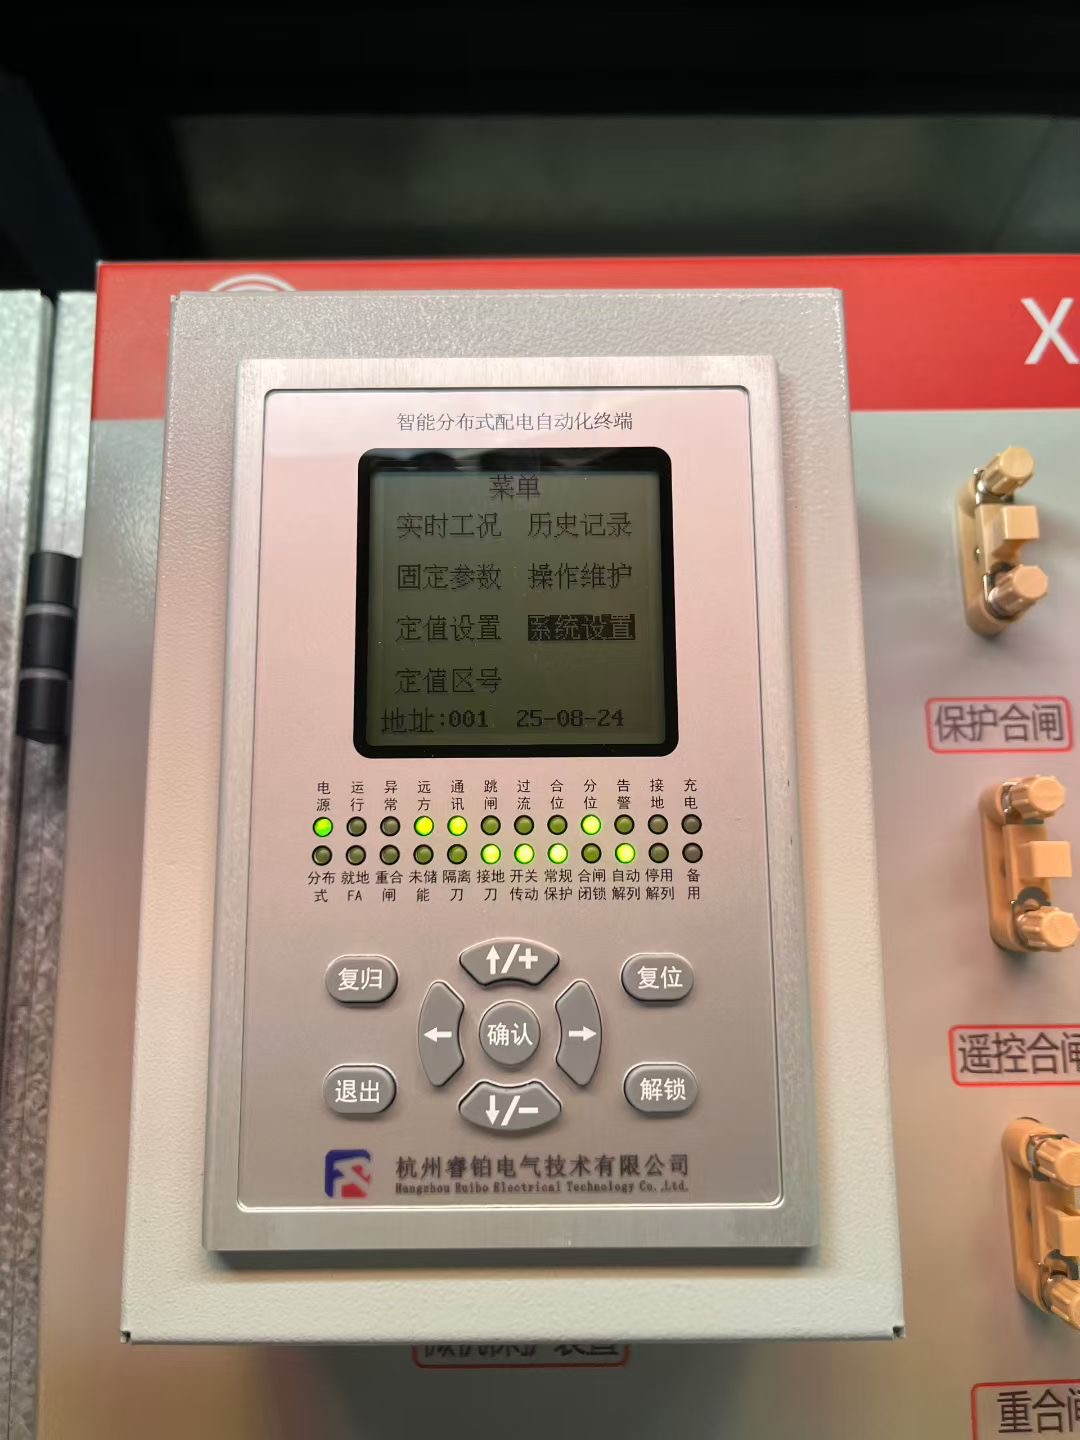 X
智能分布式配电自动化终端
菜单
实时工况 历史记录
固定参数 操作维护
定值设置 系统设置
定值区号
地址:001 25-08-24
电源 运行 异常 远方 通讯 跳闸 过流 合位 分位 告警 接地 充电
分布式 就地FA 重合闸 未储能 隔离刀 接地刀 开关传动 常规保护 合闸闭锁 自动解列 停用解列 备用
保护合闸
复归 ↑/+ 复位
← 确认 →
遥控合闸
退出 ↓/- 解锁
杭州睿铂电气技术有限公司
Hangzhou Ruibo Electrical Technology Co.,Ltd.
微机保护装置
重合闸